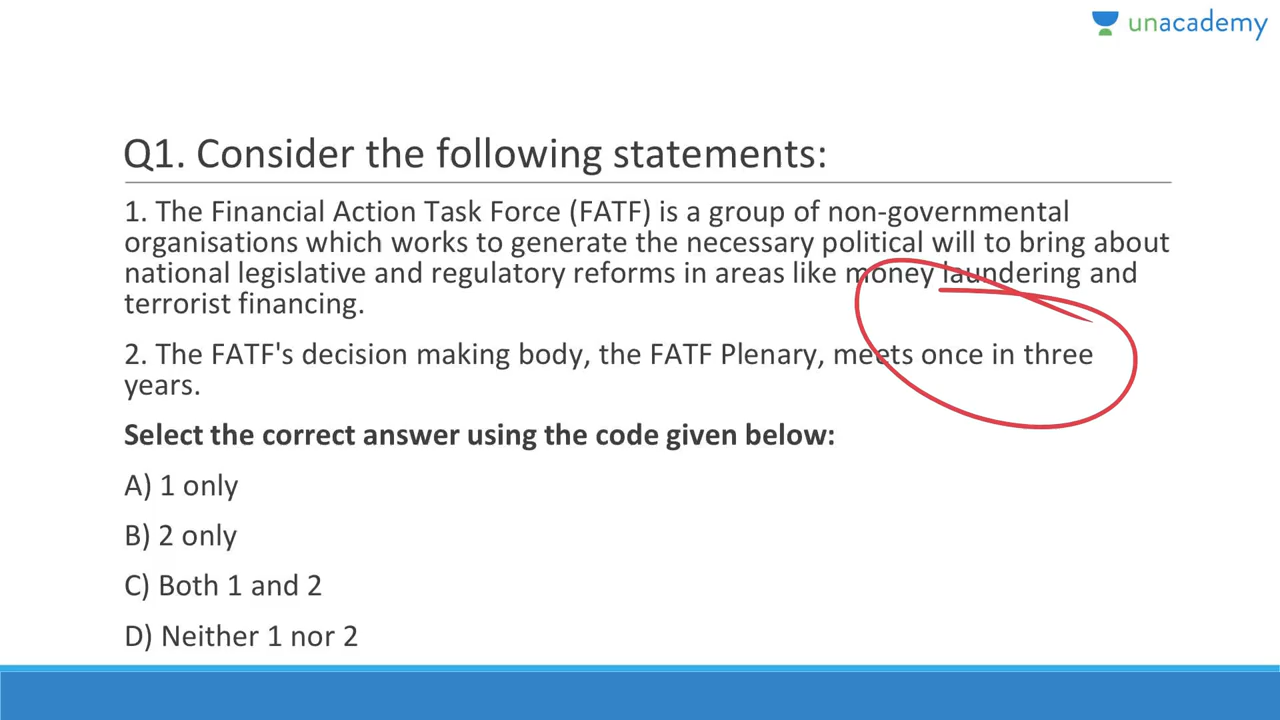 unacademy
Q1. Consider the following statements:
1. The Financial Action Task Force (FATF) is a group of non-governmental
organisations which works to generate the necessary political will to bring about
national legislative and regulatory reforms in areas like money laundering and
terrorist financing.
2. The FATF's decision making body, the FATF Plenary, meets once in three
years.
Select the correct answer using the code given below:
A) 1 only
B) 2 only
C) Both 1 and 2
D) Neither 1 nor 2